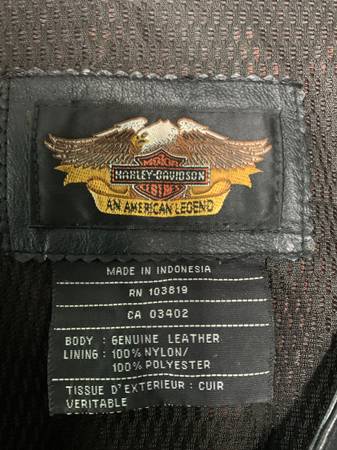 MOTOR
HARLEY-DAVIDSON
CYCLES
AN AMERICAN LEGEND
MADE IN INDONESIA
RN 103819
CA 03402
BODY : GENUINE LEATHER
LINING : 100% NYLON/
100% POLYESTER
TISSUE D'EXTERIEUR : CUIR
VERITABLE